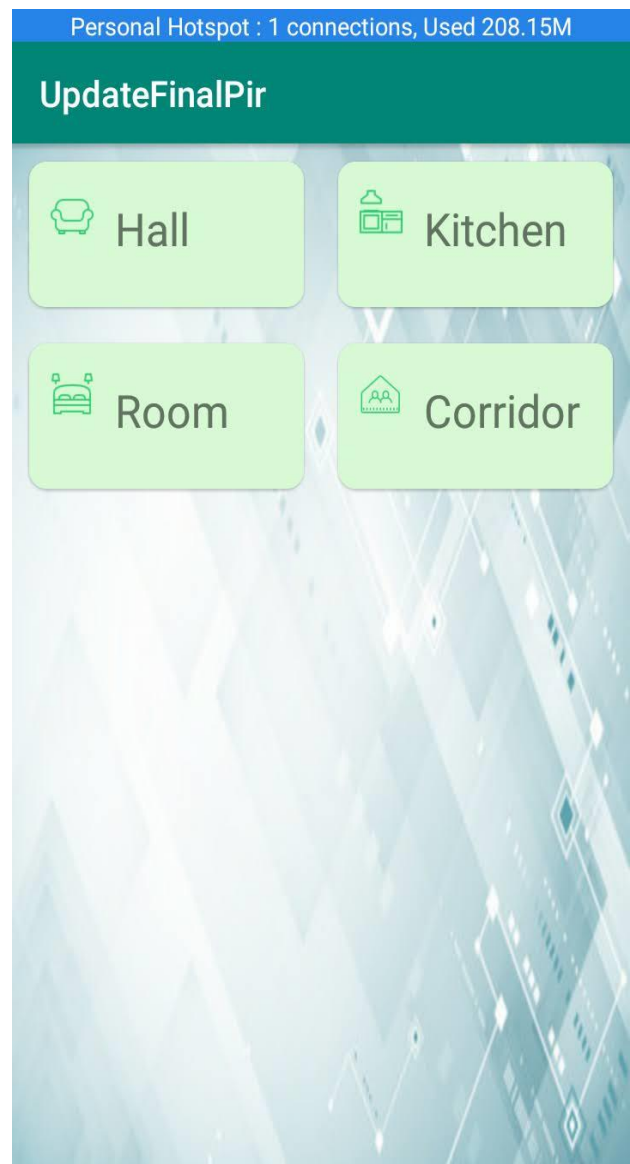 Personal Hotspot : 1 connections, Used 208.15M
UpdateFinalPir
Hall
Kitchen
Room
Corridor